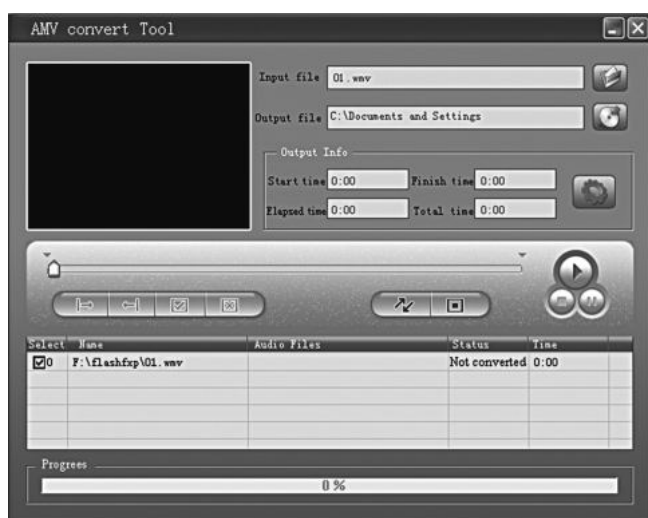 AMV convert Tool
Input file 01.wmv
Output file C:\Documents and Settings
Output Info
Start time 0:00 Finish time 0:00
Elapsed time 0:00 Total time 0:00
Select Name Audio Files Status Time
0 F:\flashfxp\01.wmv Not converted 0:00
Progrees
0 %